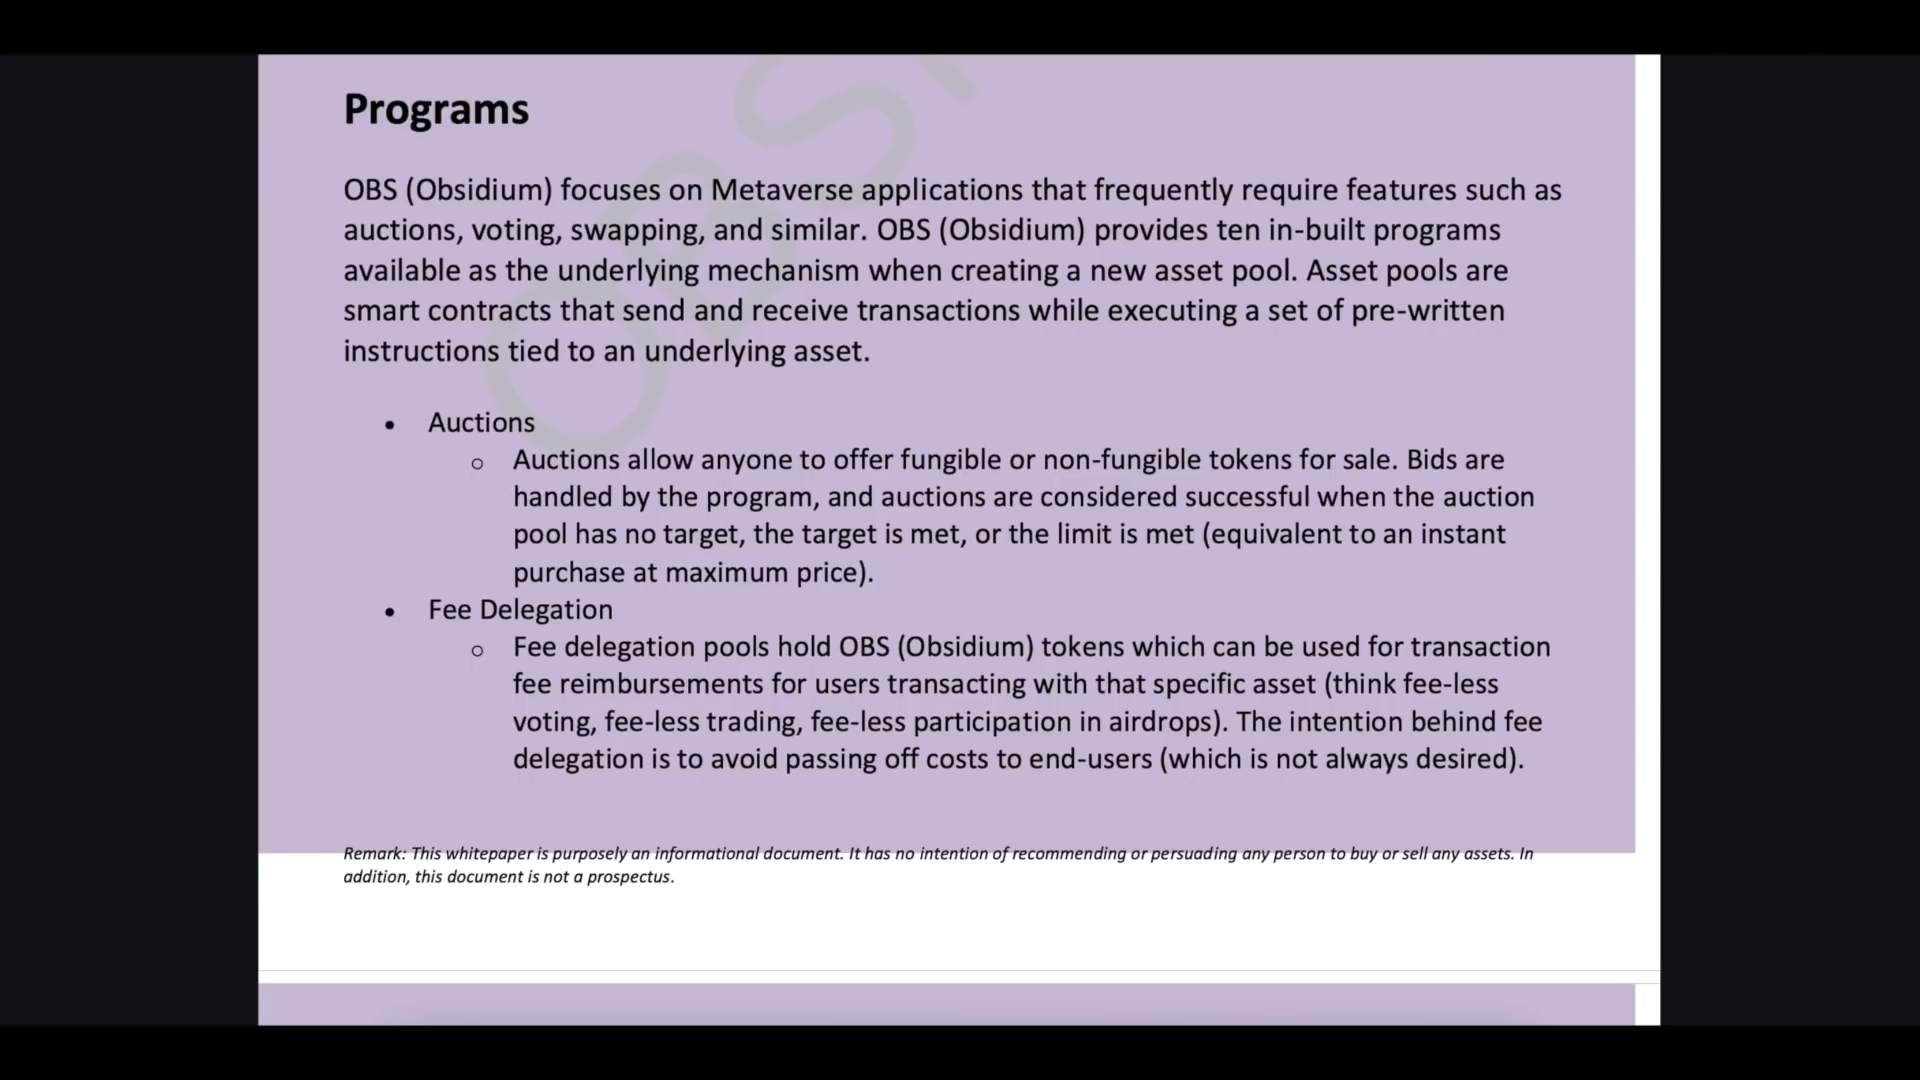 Programs
OBS (Obsidium) focuses on Metaverse applications that frequently require features such as
auctions, voting, swapping, and similar. OBS (Obsidium) provides ten in-built programs
available as the underlying mechanism when creating a new asset pool. Asset pools are
smart contracts that send and receive transactions while executing a set of pre-written
instructions tied to an underlying asset.
• Auctions
o Auctions allow anyone to offer fungible or non-fungible tokens for sale. Bids are
handled by the program, and auctions are considered successful when the auction
pool has no target, the target is met, or the limit is met (equivalent to an instant
purchase at maximum price).
• Fee Delegation
o Fee delegation pools hold OBS (Obsidium) tokens which can be used for transaction
fee reimbursements for users transacting with that specific asset (think fee-less
voting, fee-less trading, fee-less participation in airdrops). The intention behind fee
delegation is to avoid passing off costs to end-users (which is not always desired).
Remark: This whitepaper is purposely an informational document. It has no intention of recommending or persuading any person to buy or sell any assets. In
addition, this document is not a prospectus.